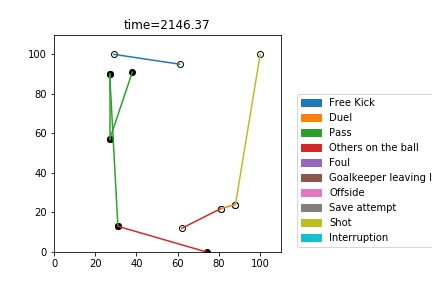 time=2146.37
100
80
60
40
20
0
0
20
40
60
80
100
Free Kick
Duel
Pass
Others on the ball
Foul
Goalkeeper leaving l
Offside
Save attempt
Shot
Interruption